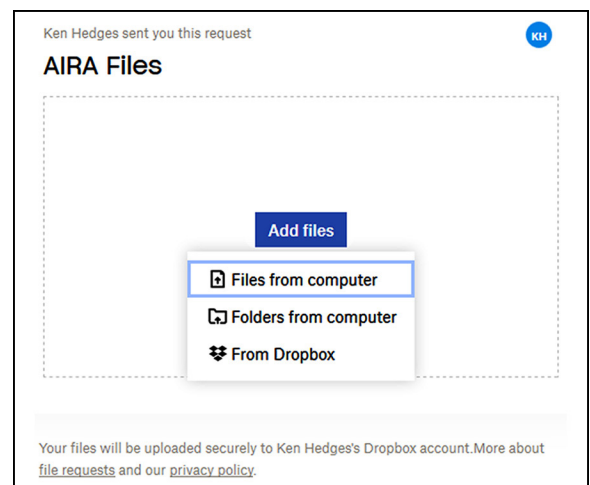 Ken Hedges sent you this request
KH
AIRA Files
Add files
Files from computer
Folders from computer
From Dropbox
Your files will be uploaded securely to Ken Hedges's Dropbox account.More about
file requests and our privacy policy.